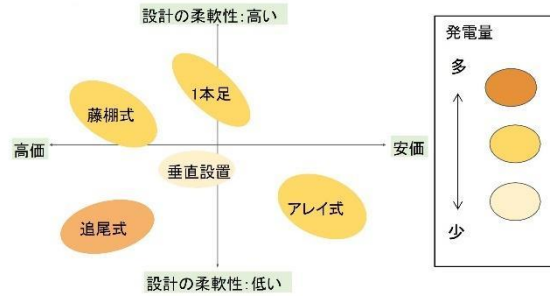 設計の柔軟性:高い
発電量
多
1本足
藤棚式
高価
安価
垂直設置
アレイ式
追尾式
少
設計の柔軟性:低い